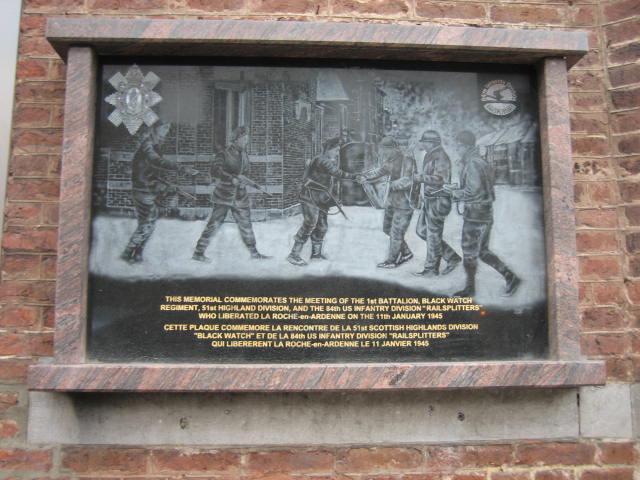 THIS MEMORIAL COMMEMORATES THE MEETING OF THE 1st BATTALION, BLACK WATCH
REGIMENT, 51st HIGHLAND DIVISION, AND THE 84th US INFANTRY DIVISION "RAILSPLITTERS"
WHO LIBERATED LA ROCHE-en-ARDENNE ON THE 11th JANUARY 1945
CETTE PLAQUE COMMEMORE LA RENCONTRE DE LA 51st SCOTTISH HIGHLANDS DIVISION
"BLACK WATCH" ET DE LA 84th US INFANTRY DIVISION "RAILSPLITTERS"
QUI LIBERERENT LA ROCHE-en-ARDENNE LE 11 JANVIER 1945